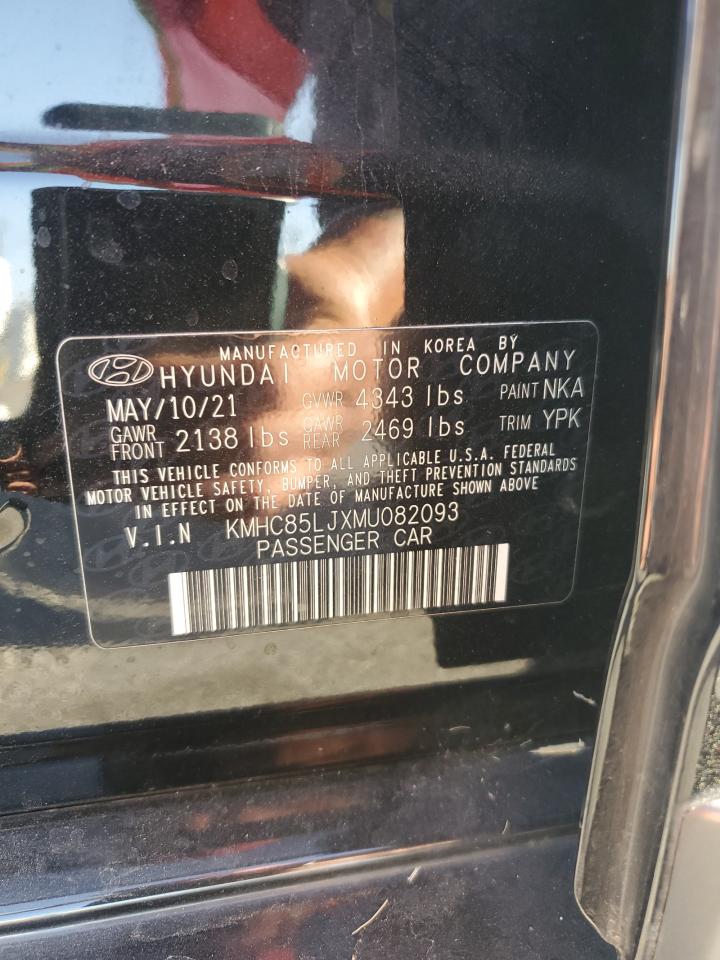 MANUFACTURED IN KOREA BY
HYUNDAI MOTOR COMPANY
MAY/10/21 GVWR 4343 lbs PAINT NKA
GAWR FRONT 2138 lbs GAWR REAR 2469 lbs TRIM YPK
THIS VEHICLE CONFORMS TO ALL APPLICABLE U.S.A. FEDERAL
MOTOR VEHICLE SAFETY, BUMPER, AND THEFT PREVENTION STANDARDS
IN EFFECT ON THE DATE OF MANUFACTURE SHOWN ABOVE
V.I.N KMHC85LJXMU082093
PASSENGER CAR